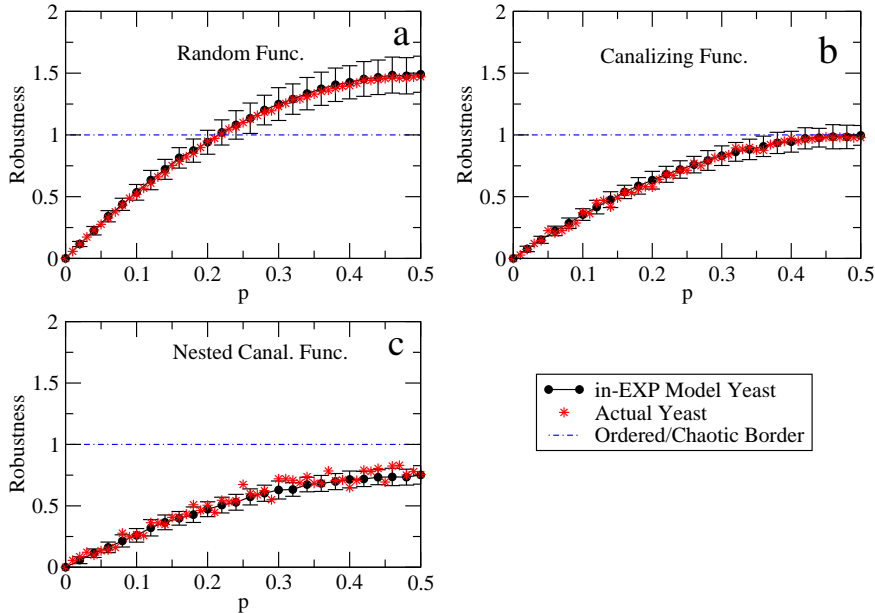 a
Random Func.
2
1.5
1
0.5
0
Robustness
0 0.1 0.2 0.3 0.4 0.5
p
b
Canalizing Func.
2
1.5
1
0.5
0
Robustness
0 0.1 0.2 0.3 0.4 0.5
p
c
Nested Canal. Func.
2
1.5
1
0.5
0
Robustness
0 0.1 0.2 0.3 0.4 0.5
p
in-EXP Model Yeast
Actual Yeast
Ordered/Chaotic Border